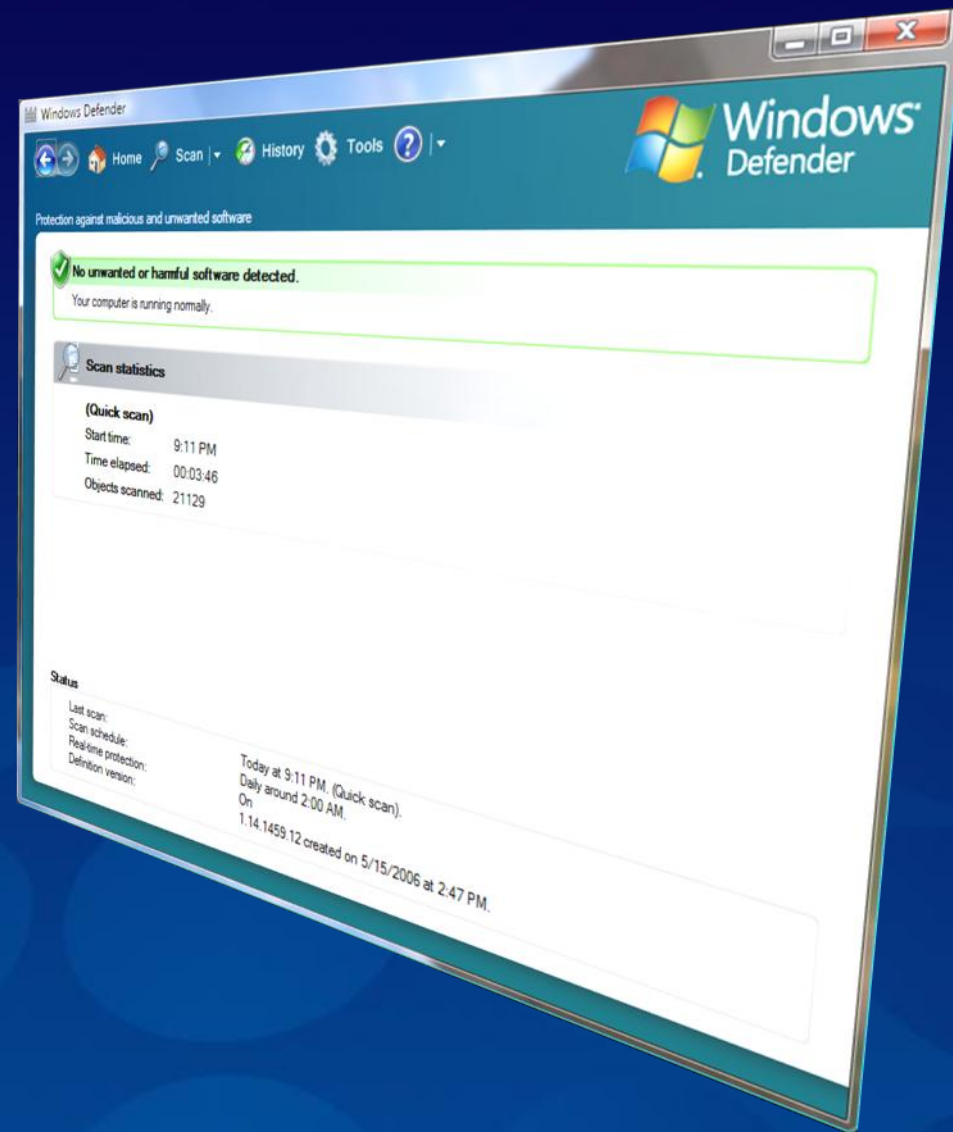 Windows Defender
Home Scan History Tools ?
Windows®
Defender
Protection against malicious and unwanted software
No unwanted or harmful software detected.
Your computer is running normally.
Scan statistics
(Quick scan)
Start time: 9:11 PM
Time elapsed: 00:03:46
Objects scanned: 21129
Status
Last scan: Today at 9:11 PM. (Quick scan).
Scan schedule: Daily around 2:00 AM.
Real-time protection: On
Definition version: 1.14.1459.12 created on 5/15/2006 at 2:47 PM.